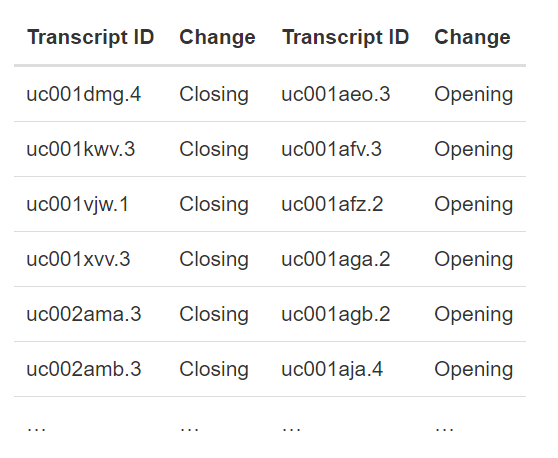 Transcript ID Change Transcript ID Change
uc001dmg.4 Closing uc001aeo.3 Opening
uc001kwv.3 Closing uc001afv.3 Opening
uc001vjw.1 Closing uc001afz.2 Opening
uc001xvv.3 Closing uc001aga.2 Opening
uc002ama.3 Closing uc001agb.2 Opening
uc002amb.3 Closing uc001aja.4 Opening
… … … …